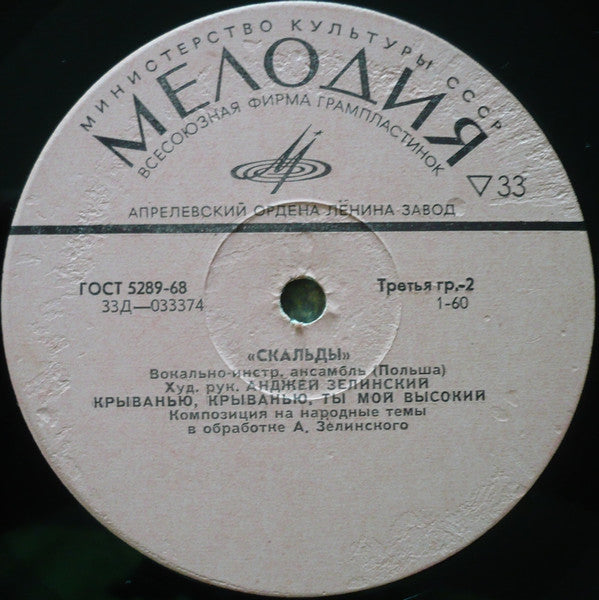 МИНИСТЕРСТВО КУЛЬТУРЫ СССР
МЕЛОДИЯ
ВСЕСОЮЗНАЯ ФИРМА ГРАМПЛАСТИНОК
33
АПРЕЛЕВСКИЙ ОРДЕНА ЛЕНИНА ЗАВОД
ГОСТ 5289-68
Третья гр.-2
33Д—033374
1-60
«СКАЛЬДЫ»
Вокально-инстр. ансамбль (Польша)
Худ. рук. АНДЖЕЙ ЗЕЛИНСКИЙ
КРЫВАНЬЮ, КРЫВАНЬЮ, ТЫ МОЙ ВЫСОКИЙ
Композиция на народные темы
в обработке А. Зелинского